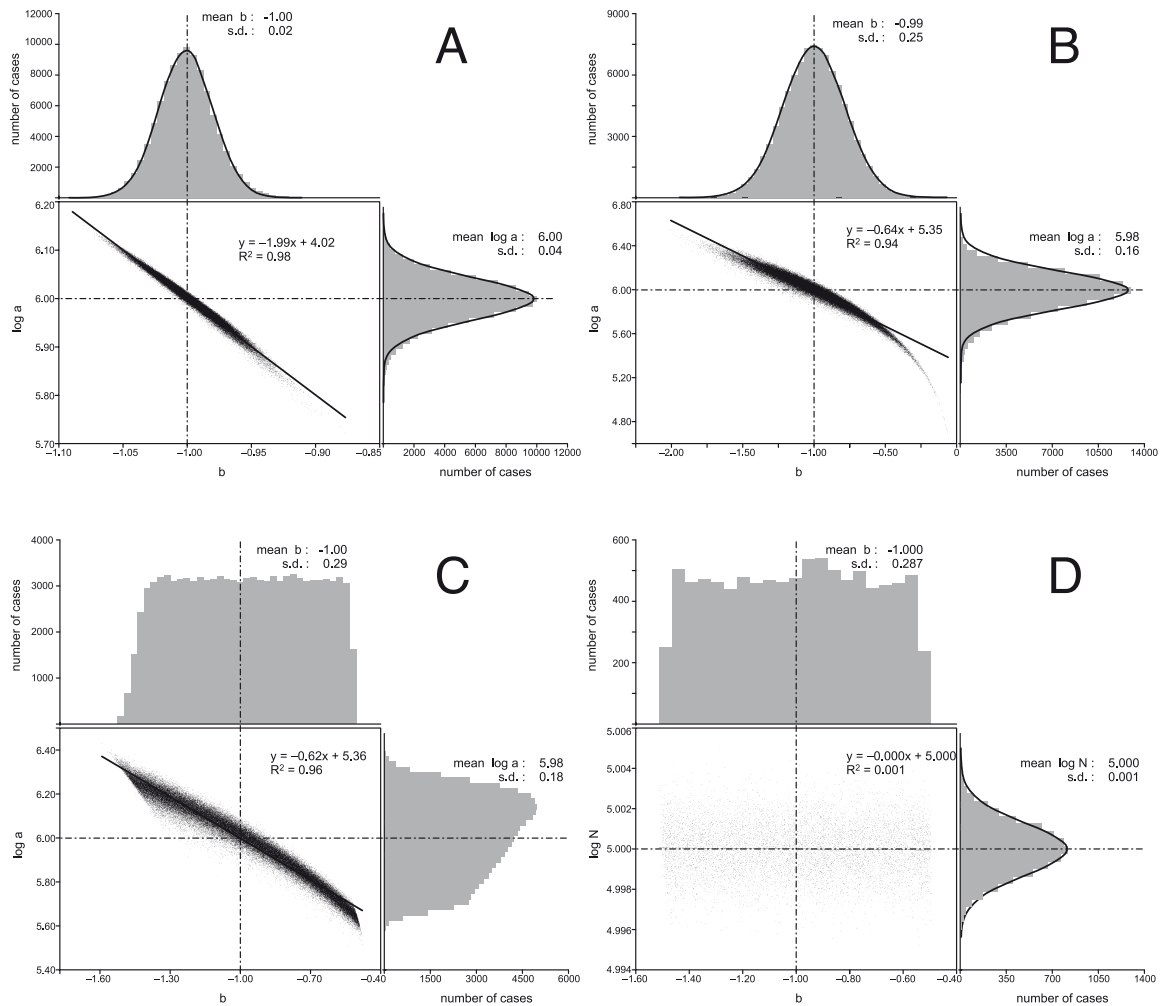 mean b : -1.00
s.d. : 0.02
A
12000
10000
8000
6000
4000
2000
number of cases
6.20
6.10
6.00
5.90
5.80
5.70
log a
y = –1.99x + 4.02
R2 = 0.98
mean log a : 6.00
s.d. : 0.04
–1.10
–1.05
–1.00
–0.95
–0.90
–0.85
b
2000
4000
6000
8000
10000
12000
number of cases
mean b : -0.99
s.d. : 0.25
B
9000
6000
3000
number of cases
6.80
6.40
6.00
5.60
5.20
4.80
log a
y = –0.64x + 5.35
R2 = 0.94
mean log a : 5.98
s.d. : 0.16
–2.00
–1.50
–1.00
–0.50
0
b
3500
7000
10500
14000
number of cases
mean b : -1.00
s.d. : 0.29
C
4000
3000
2000
1000
number of cases
6.40
6.20
6.00
5.80
5.60
5.40
log a
y = –0.62x + 5.36
R2 = 0.96
mean log a : 5.98
s.d. : 0.18
–1.60
–1.30
–1.00
–0.70
–0.40
b
1500
3000
4500
6000
number of cases
mean b : -1.000
s.d. : 0.287
D
600
400
200
number of cases
5.006
5.004
5.002
5.000
4.998
4.996
4.994
log N
y = –0.000x + 5.000
R2 = 0.001
mean log N : 5.000
s.d. : 0.001
–1.60
–1.30
–1.00
–0.70
–0.40
b
350
700
1050
1400
number of cases